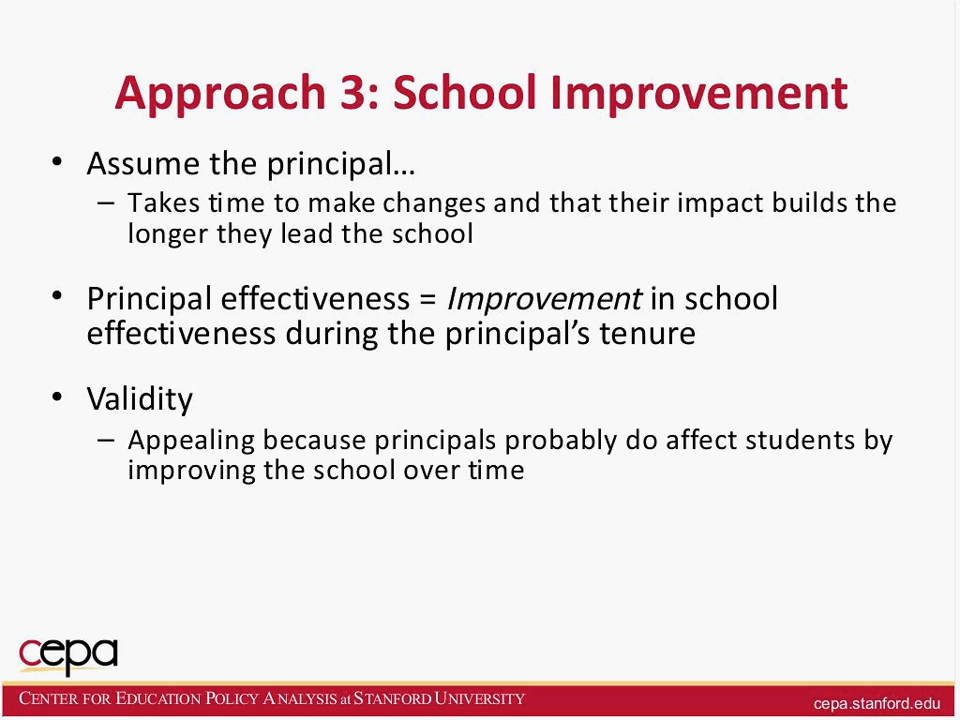 Approach 3: School Improvement
• Assume the principal…
– Takes time to make changes and that their impact builds the
longer they lead the school
• Principal effectiveness = Improvement in school
effectiveness during the principal’s tenure
• Validity
– Appealing because principals probably do affect students by
improving the school over time
cepa
CENTER FOR EDUCATION POLICY ANALYSIS at STANFORD UNIVERSITY
cepa.stanford.edu